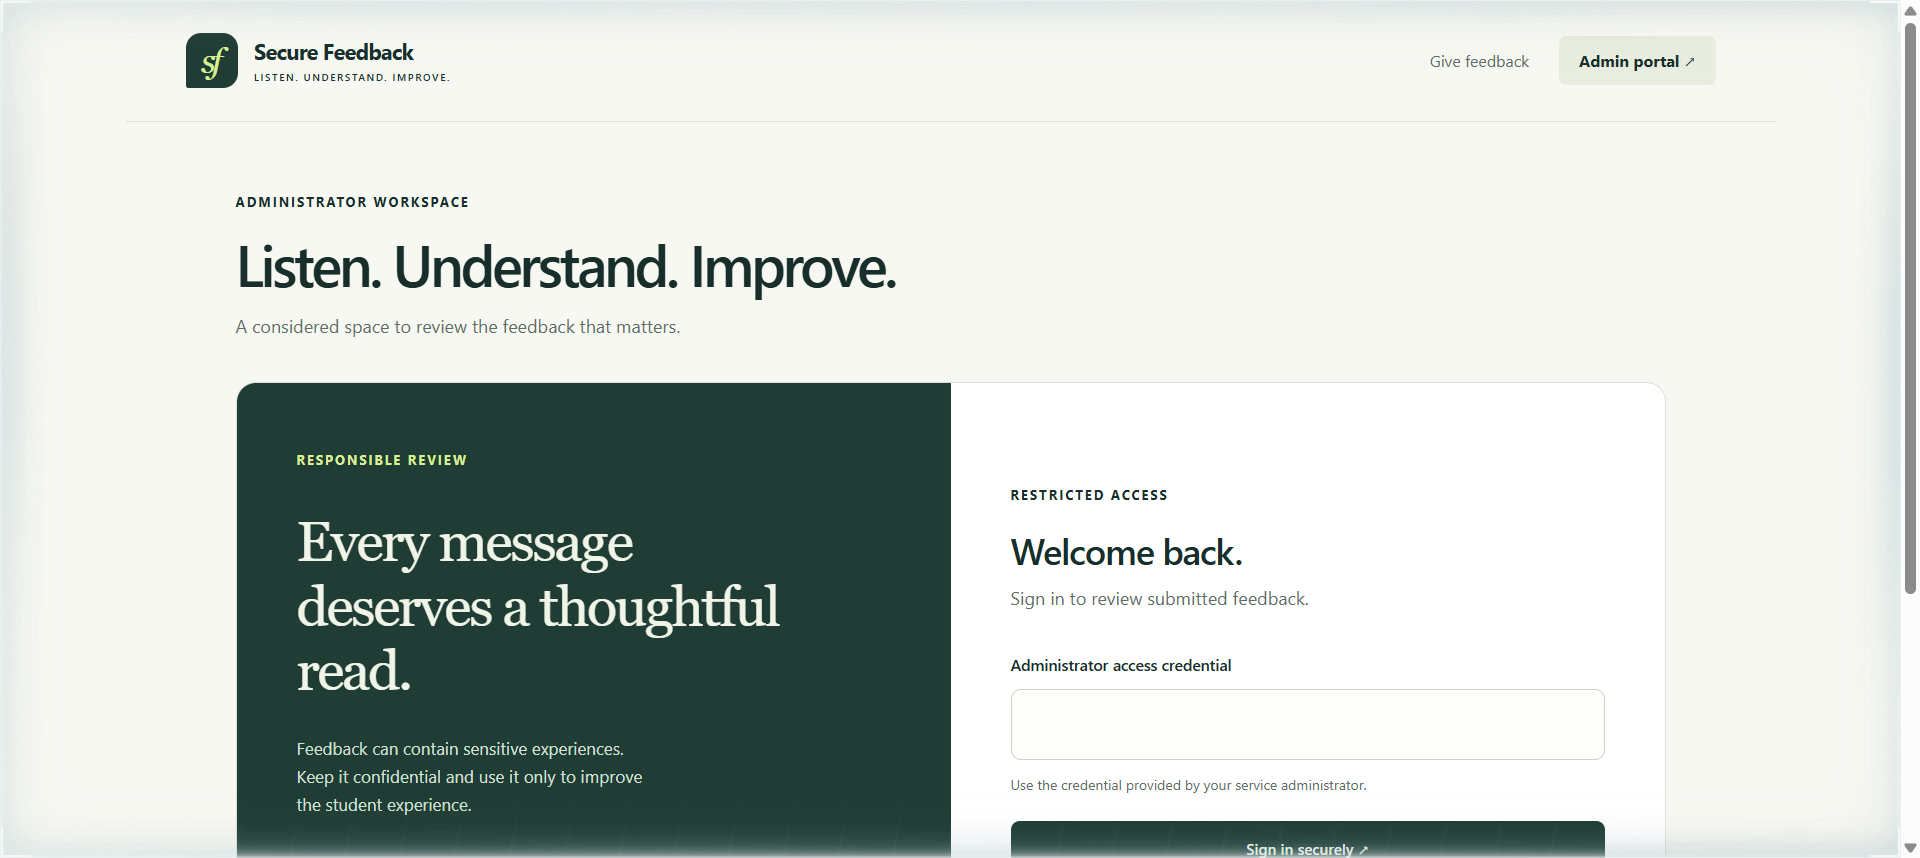 sf
Secure Feedback
LISTEN. UNDERSTAND. IMPROVE.
Give feedback
Admin portal ↗
ADMINISTRATOR WORKSPACE
Listen. Understand. Improve.
A considered space to review the feedback that matters.
RESPONSIBLE REVIEW
Every message
deserves a thoughtful
read.
Feedback can contain sensitive experiences.
Keep it confidential and use it only to improve
the student experience.
RESTRICTED ACCESS
Welcome back.
Sign in to review submitted feedback.
Administrator access credential
Use the credential provided by your service administrator.
Sign in securely ↗